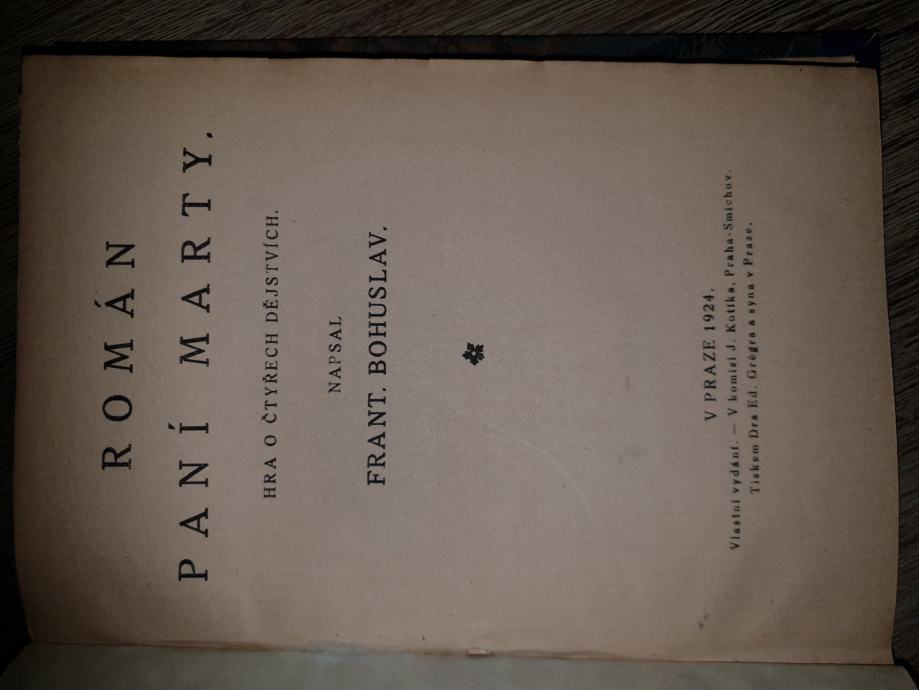 ROMÁN
PANÍ MARTY.
HRA O ČTYŘECH DĚJSTVÍCH.
NAPSAL
FRANT. BOHUSLAV.
V PRAZE 1924.
Vlastní vydání. — V komisi J. Kotíka, Praha-Smíchov.
Tiskem Dra Ed. Grégra a syna v Praze.